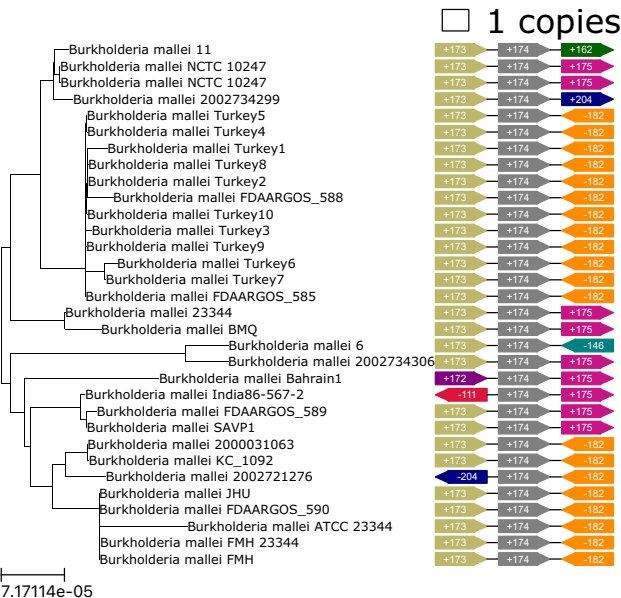 1 copies
Burkholderia mallei 11 +173 +174 +162
Burkholderia mallei NCTC 10247 +173 +174 +175
Burkholderia mallei NCTC 10247 +173 +174 +175
Burkholderia mallei 2002734299 +173 +174 +204
Burkholderia mallei Turkey5 +173 +174 -182
Burkholderia mallei Turkey4 +173 +174 -182
Burkholderia mallei Turkey1 +173 +174 -182
Burkholderia mallei Turkey8 +173 +174 -182
Burkholderia mallei Turkey2 +173 +174 -182
Burkholderia mallei FDAARGOS_588 +173 +174 -182
Burkholderia mallei Turkey10 +173 +174 -182
Burkholderia mallei Turkey3 +173 +174 -182
Burkholderia mallei Turkey9 +173 +174 -182
Burkholderia mallei Turkey6 +173 +174 -182
Burkholderia mallei Turkey7 +173 +174 -182
Burkholderia mallei FDAARGOS_585 +173 +174 -182
Burkholderia mallei 23344 +173 +174 +175
Burkholderia mallei BMQ +173 +174 +175
Burkholderia mallei 6 +173 +174 -146
Burkholderia mallei 2002734306 +173 +174 +175
Burkholderia mallei Bahrain1 +172 +174 +175
Burkholderia mallei India86-567-2 -111 +174 +175
Burkholderia mallei FDAARGOS_589 +173 +174 +175
Burkholderia mallei SAVP1 +173 +174 +175
Burkholderia mallei 2000031063 +173 +174 -182
Burkholderia mallei KC_1092 +173 +174 -182
Burkholderia mallei 2002721276 -204 +174 -182
Burkholderia mallei JHU +173 +174 -182
Burkholderia mallei FDAARGOS_590 +173 +174 -182
Burkholderia mallei ATCC 23344 +173 +174 -182
Burkholderia mallei FMH 23344 +173 +174 -182
Burkholderia mallei FMH +173 +174 -182
7.17114e-05